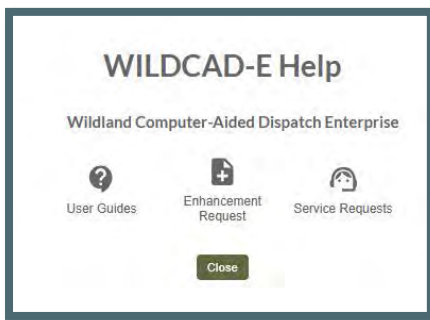 WILDCAD-E Help
Wildland Computer-Aided Dispatch Enterprise
User Guides
Enhancement
Request
Service Requests
Close